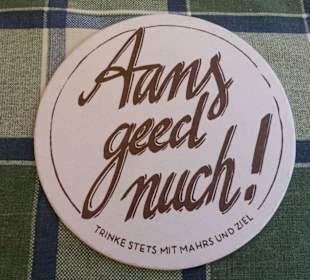 Aans
geed
nuch!
TRINKE STETS MIT MAHRS UND ZIEL